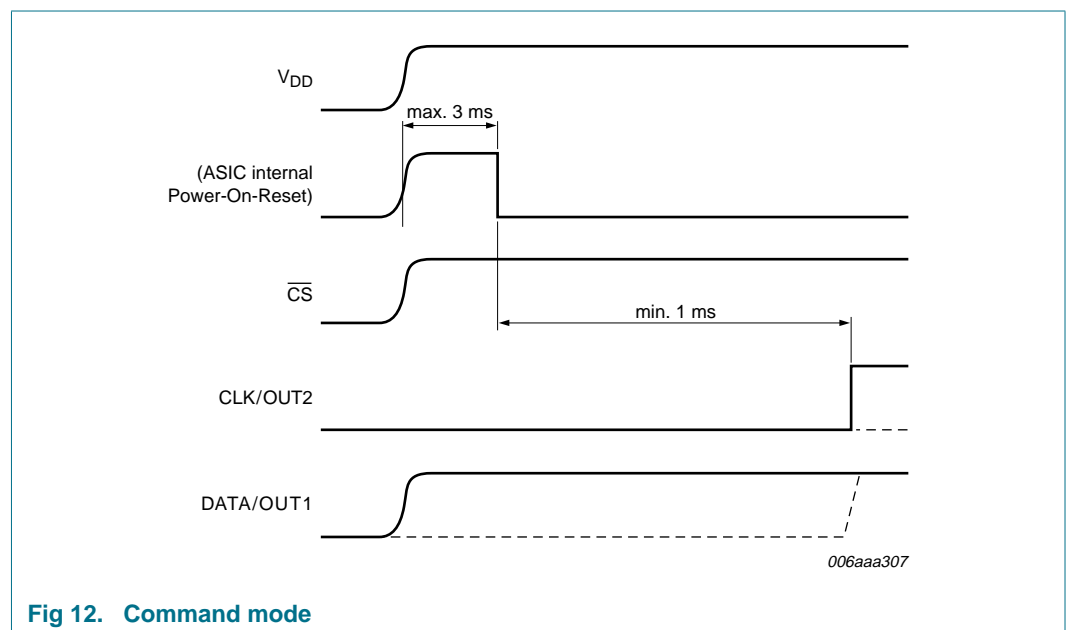 VDD
max. 3 ms
(ASIC internal
Power-On-Reset)
CS
min. 1 ms
CLK/OUT2
DATA/OUT1
006aaa307
Fig 12. Command mode